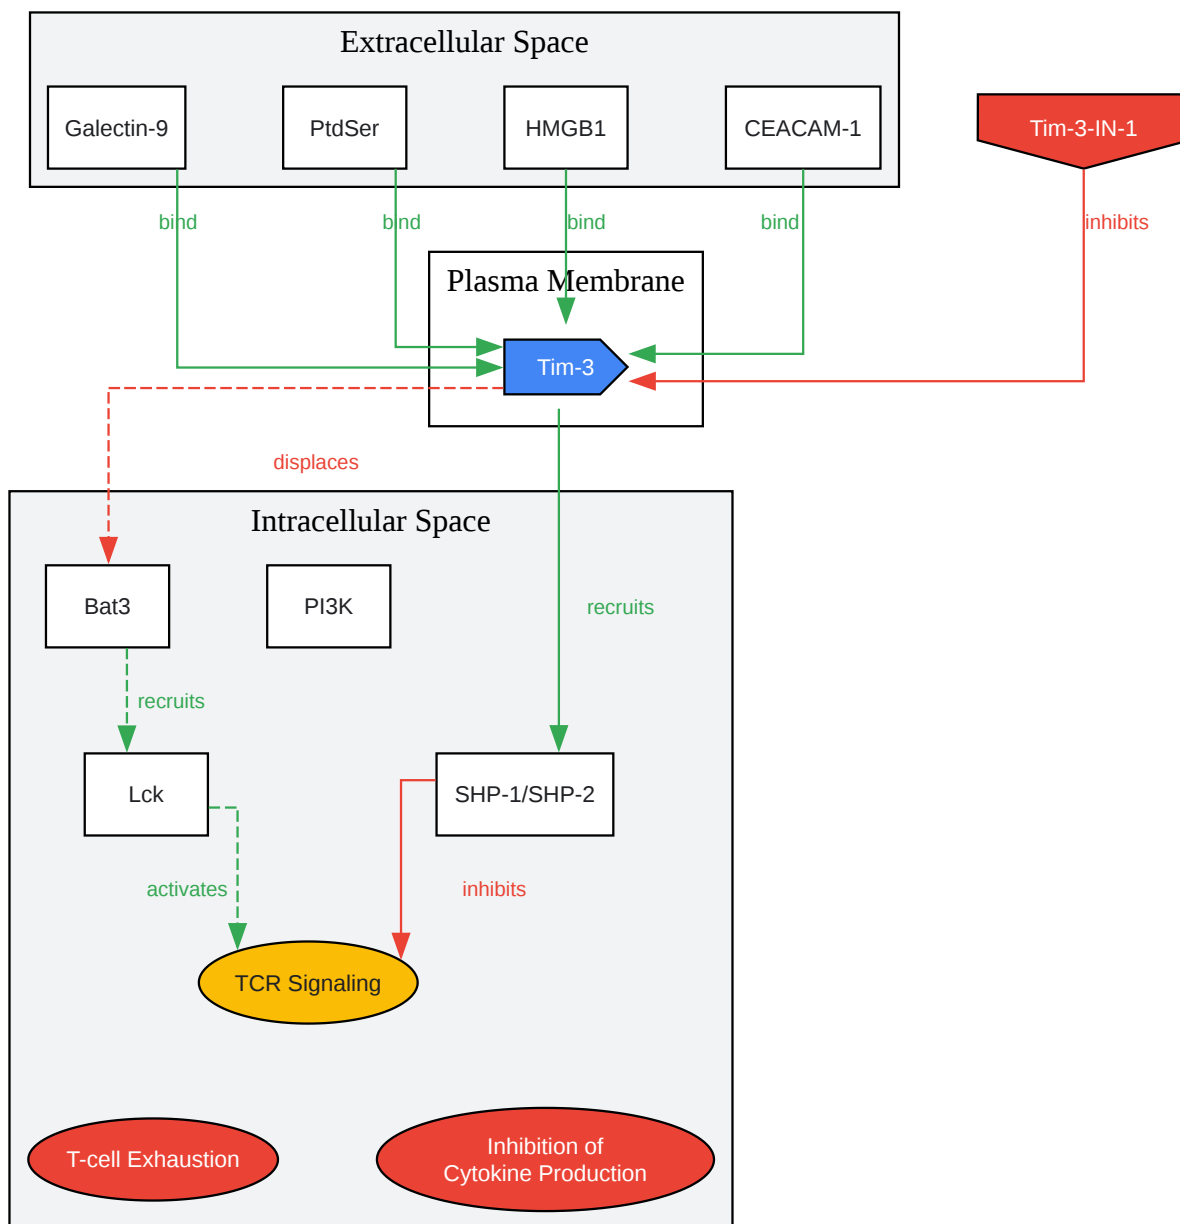 Extracellular Space
Galectin-9
PtdSer
HMGB1
CEACAM-1
Tim-3-IN-1
bind
bind
bind
bind
inhibits
Plasma Membrane
Tim-3
displaces
Intracellular Space
Bat3
PI3K
recruits
recruits
Lck
SHP-1/SHP-2
activates
inhibits
TCR Signaling
T-cell Exhaustion
Inhibition of
Cytokine Production